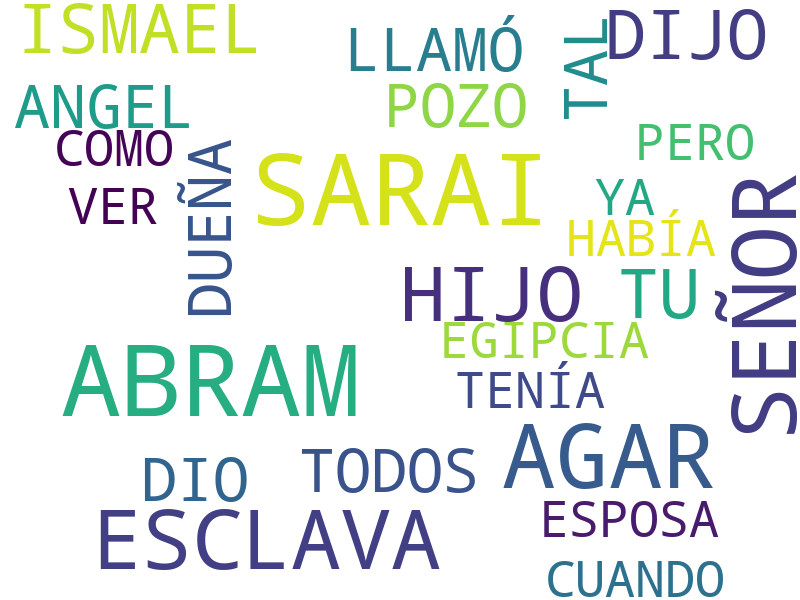 ISMAEL
LLAMÓ
TAL
DIJO
ANGEL
POZO
COMO
PERO
VER
DUEÑA
SARAI
YA
HABÍA
SEÑOR
HIJO
TU
EGIPCIA
ABRAM
TENÍA
AGAR
DIO
TODOS
ESCLAVA
ESPOSA
CUANDO